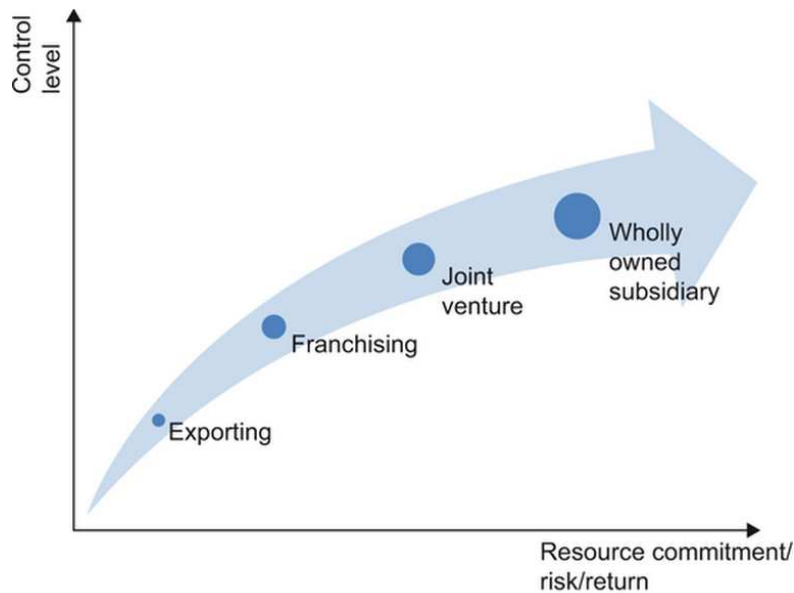 Control
level
Wholly
owned
subsidiary
Joint
venture
Franchising
Exporting
Resource commitment/
risk/return